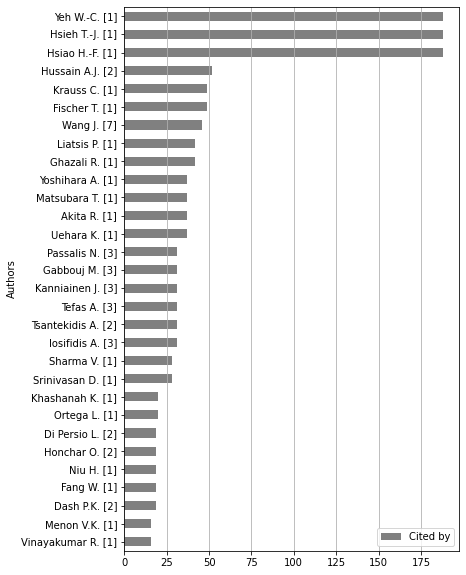 Authors
Yeh W.-C. [1]
Hsieh T.-J. [1]
Hsiao H.-F. [1]
Hussain A.J. [2]
Krauss C. [1]
Fischer T. [1]
Wang J. [7]
Liatsis P. [1]
Ghazali R. [1]
Yoshihara A. [1]
Matsubara T. [1]
Akita R. [1]
Uehara K. [1]
Passalis N. [3]
Gabbouj M. [3]
Kanniainen J. [3]
Tefas A. [3]
Tsantekidis A. [2]
Iosifidis A. [3]
Sharma V. [1]
Srinivasan D. [1]
Khashanah K. [1]
Ortega L. [1]
Di Persio L. [2]
Honchar O. [2]
Niu H. [1]
Fang W. [1]
Dash P.K. [2]
Menon V.K. [1]
Vinayakumar R. [1]
Cited by
0 25 50 75 100 125 150 175